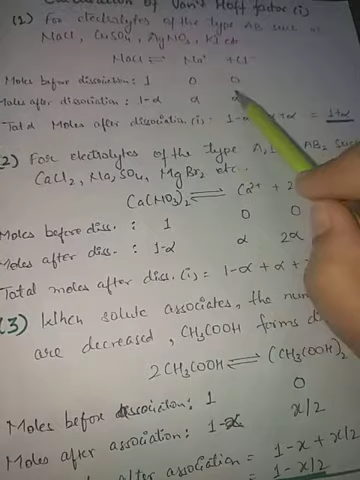 Calculation of Van't Hoff factor (i)
(1) For electrolytes of the type AB such as
NaCl, CuSO4, AgNO3, KI etc
NaCl ⇌ Na+ + Cl-
Moles before dissociation : 1 0 0
Moles after dissociation : 1-α α α
Total Moles after dissociation (i) : 1-α + α = 1+α
(2) For electrolytes of the type AB2 such
CaCl2, Na2SO4, MgBr2 etc..
Ca(NO3)2 ⇌ Ca2+ + 2
Moles before diss. : 1 0 0
Moles after diss. : 1-α α 2α
Total moles after diss. (i) = 1-α + α +
(3) When solute associates, the num
are decreased, CH3COOH forms di
2 CH3COOH ⇌ (CH3COOH)2
Moles before association : 1 0
Moles after association : 1-x x/2
after association = 1-x + x/2
= 1-x/2